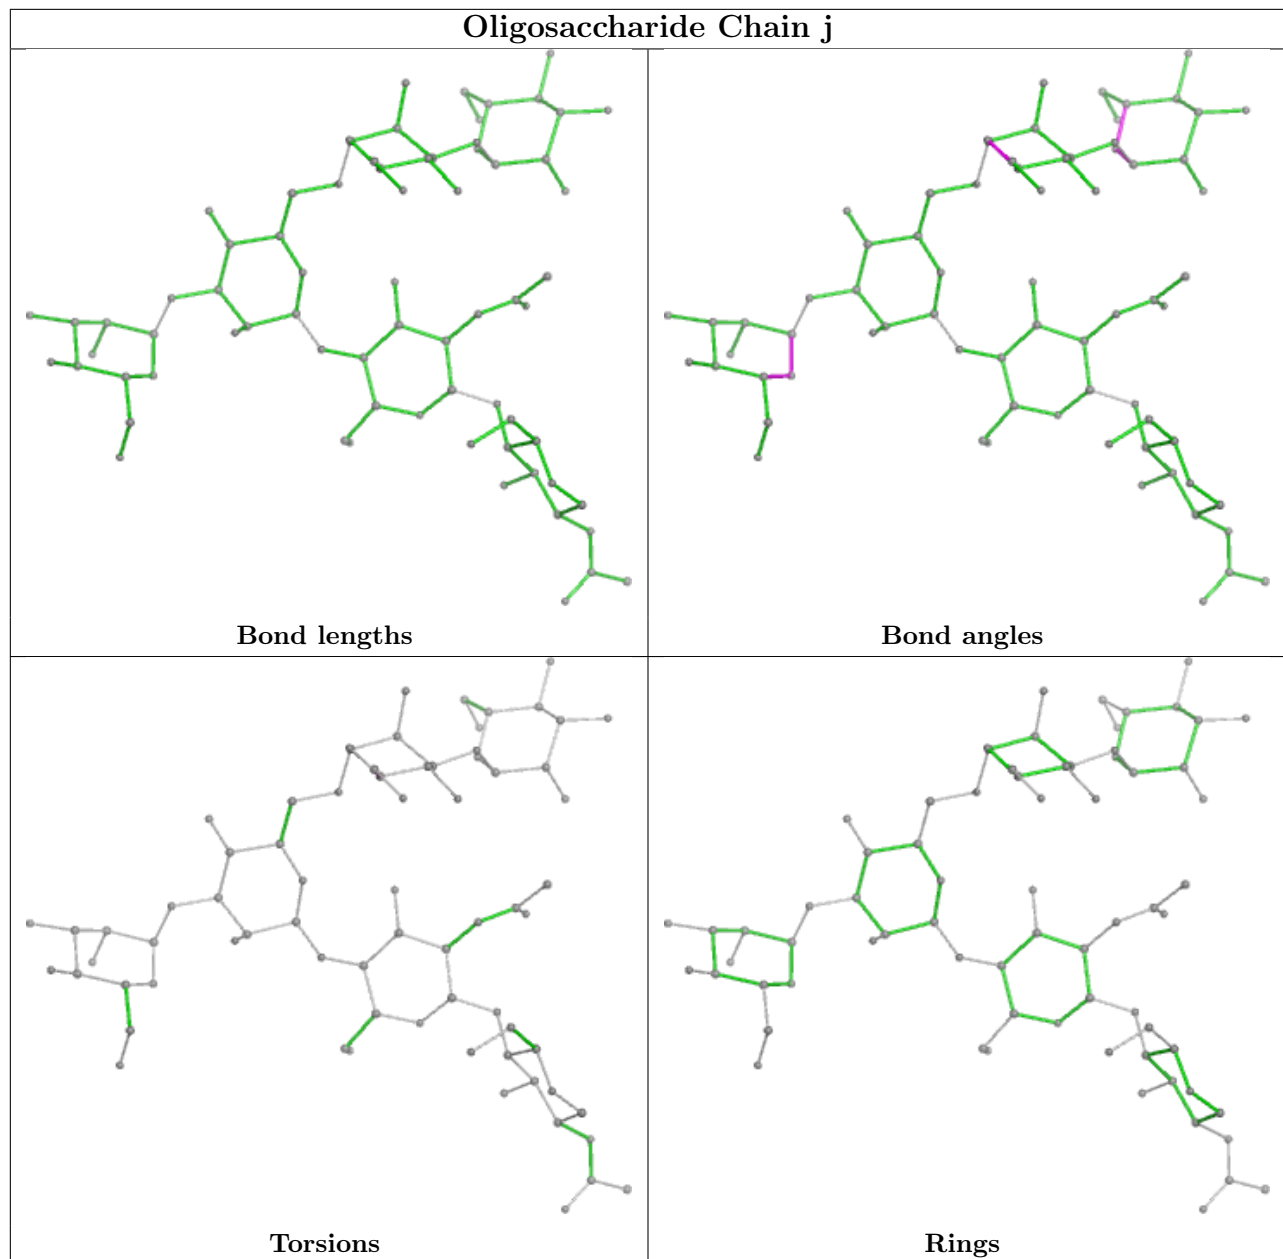 Oligosaccharide Chain j
Bond lengths
Bond angles
Torsions
Rings